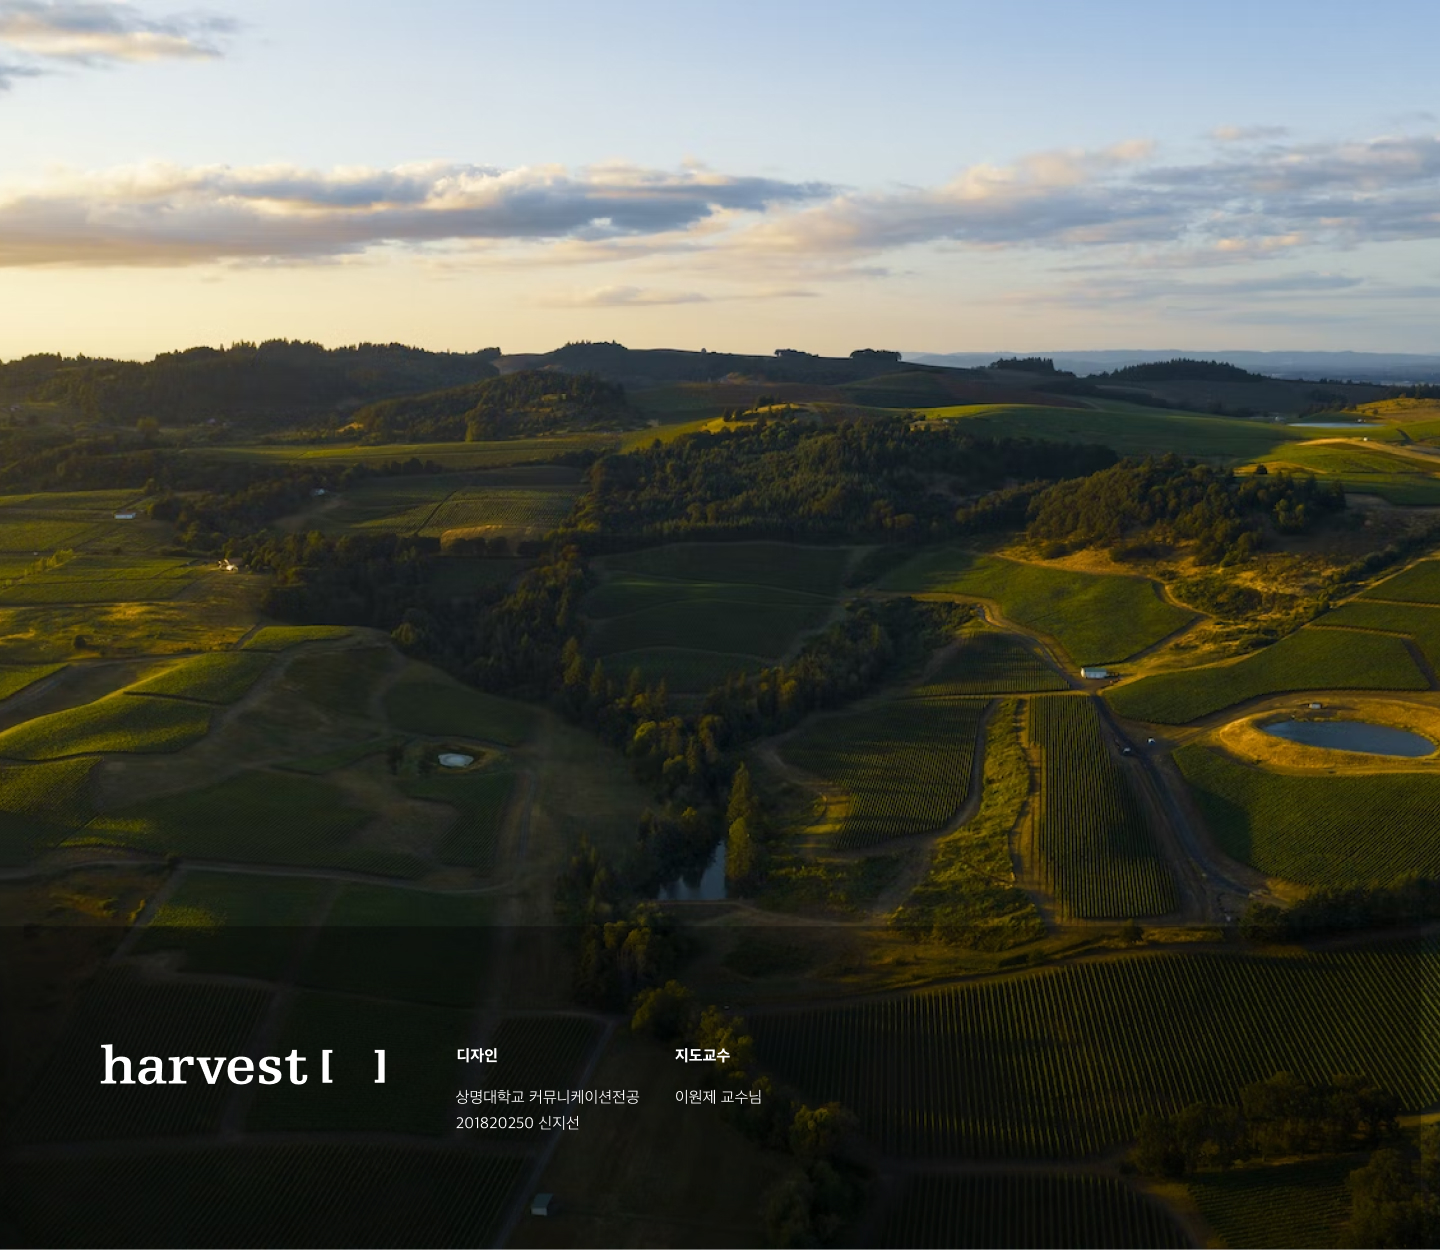 harvest [ ]
디자인
상명대학교 커뮤니케이션전공
201820250 신지선
지도교수
이원제 교수님